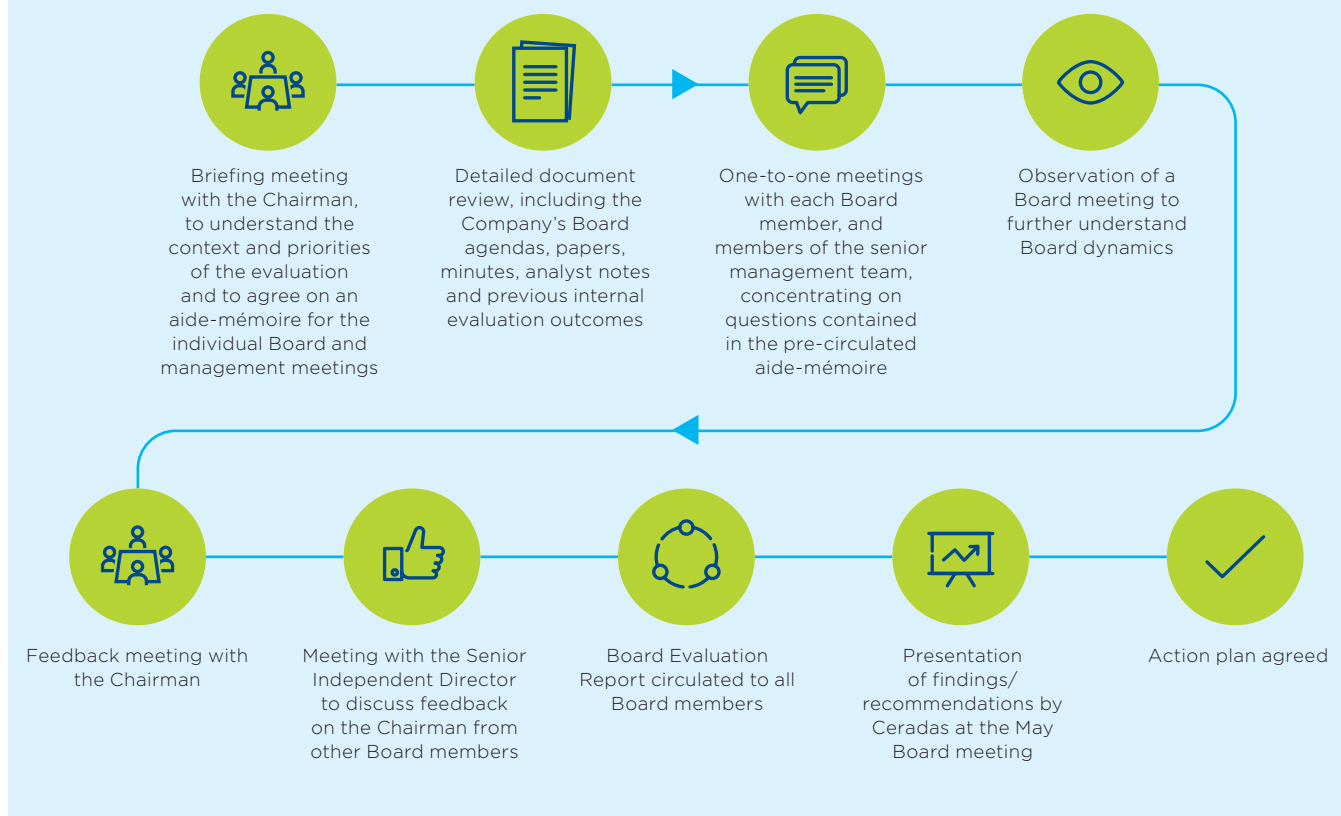 Briefing meeting
with the Chairman,
to understand the
context and priorities
of the evaluation
and to agree on an
aide-mémoire for the
individual Board and
management meetings
Detailed document
review, including the
Company's Board
agendas, papers,
minutes, analyst notes
and previous internal
evaluation outcomes
One-to-one meetings
with each Board
member, and
members of the senior
management team,
concentrating on
questions contained
in the pre-circulated
aide-mémoire
Observation of a
Board meeting to
further understand
Board dynamics
Feedback meeting with
the Chairman
Meeting with the Senior
Independent Director
to discuss feedback
on the Chairman from
other Board members
Board Evaluation
Report circulated to all
Board members
Presentation
of findings/
recommendations by
Ceradas at the May
Board meeting
Action plan agreed